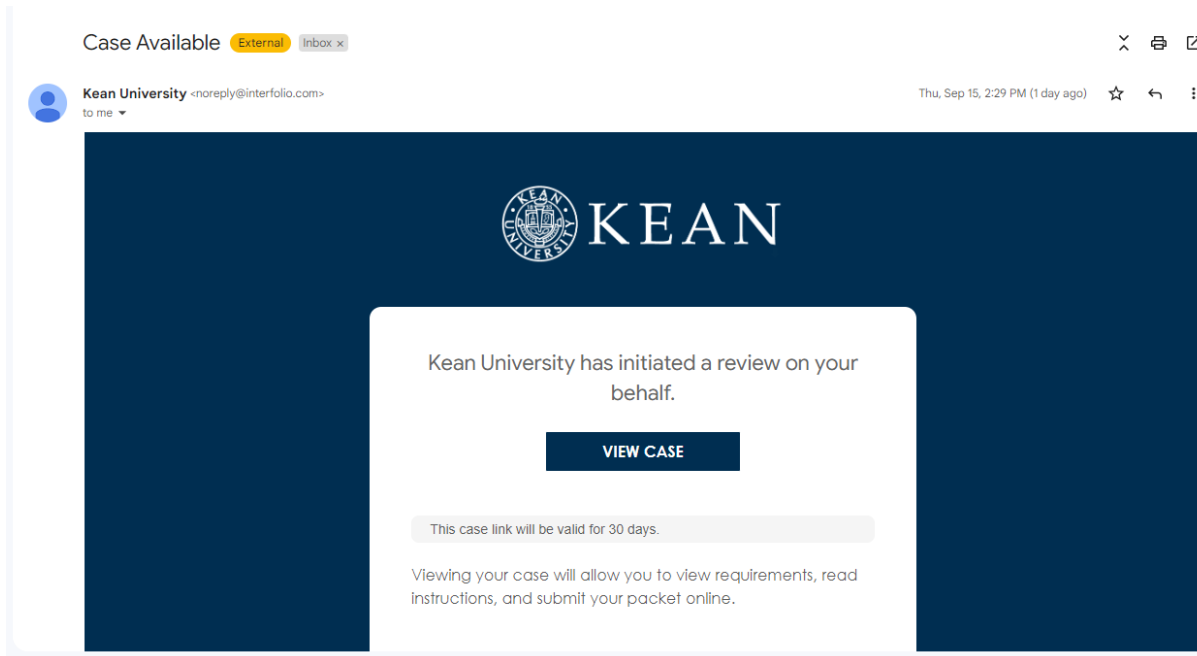 Case Available External Inbox x
Kean University <noreply@interfolio.com> Thu, Sep 15, 2:29 PM (1 day ago)
to me
KEAN UNIVERSITY KEAN
Kean University has initiated a review on your
behalf.
VIEW CASE
This case link will be valid for 30 days.
Viewing your case will allow you to view requirements, read
instructions, and submit your packet online.